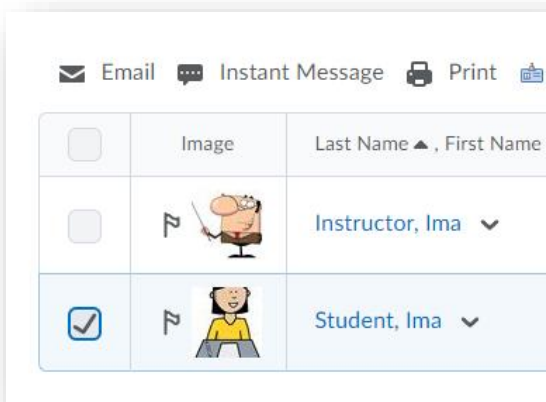 Email Instant Message Print
Image Last Name , First Name
Instructor, Ima
Student, Ima